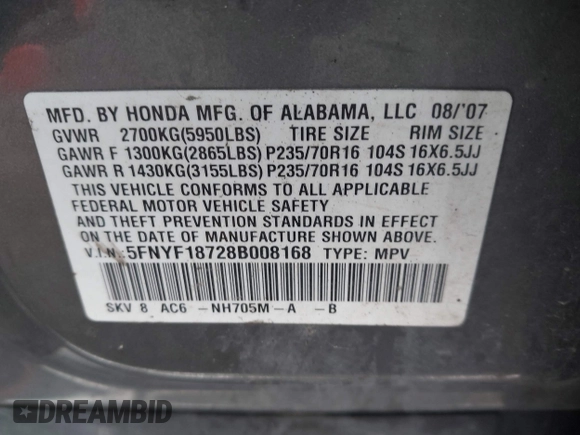 MFD. BY HONDA MFG. OF ALABAMA, LLC 08/'07
GVWR 2700KG(5950LBS) TIRE SIZE RIM SIZE
GAWR F 1300KG(2865LBS) P235/70R16 104S 16X6.5JJ
GAWR R 1430KG(3155LBS) P235/70R16 104S 16X6.5JJ
THIS VEHICLE CONFORMS TO ALL APPLICABLE
FEDERAL MOTOR VEHICLE SAFETY
AND THEFT PREVENTION STANDARDS IN EFFECT
ON THE DATE OF MANUFACTURE SHOWN ABOVE.
V.I.N.: 5FNYF18728B008168 TYPE: MPV
SKV 8 AC6 -NH705M-A -B
DREAMBID